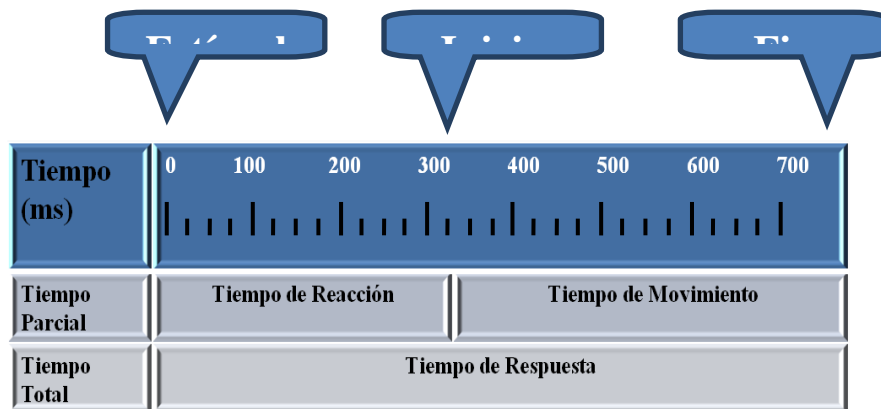 Tiempo
(ms)
0 100 200 300 400 500 600 700
Tiempo
Parcial
Tiempo de Reacción
Tiempo de Movimiento
Tiempo
Total
Tiempo de Respuesta